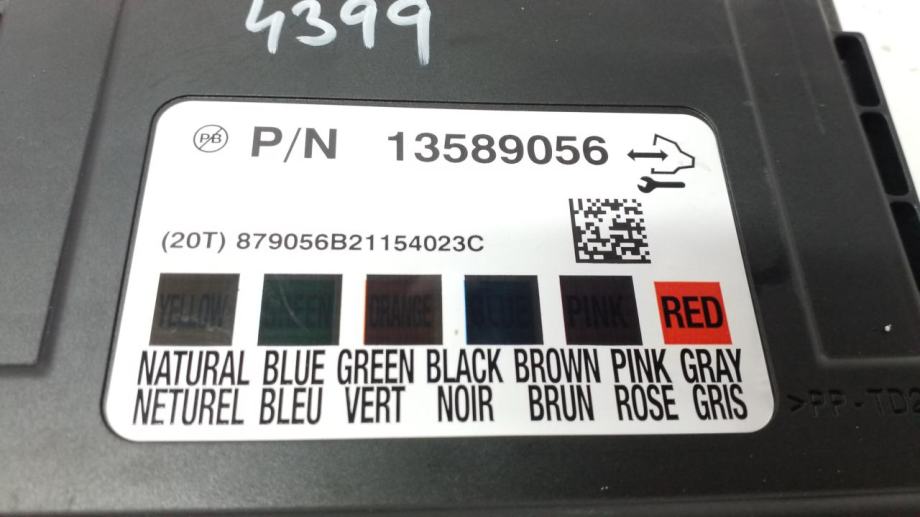 4399
PB P/N 13589056
(20T) 879056B21154023C
YELLOW GREEN ORANGE BLUE PINK RED
NATURAL BLUE GREEN BLACK BROWN PINK GRAY
NETUREL BLEU VERT NOIR BRUN ROSE GRIS
>PP-TD2